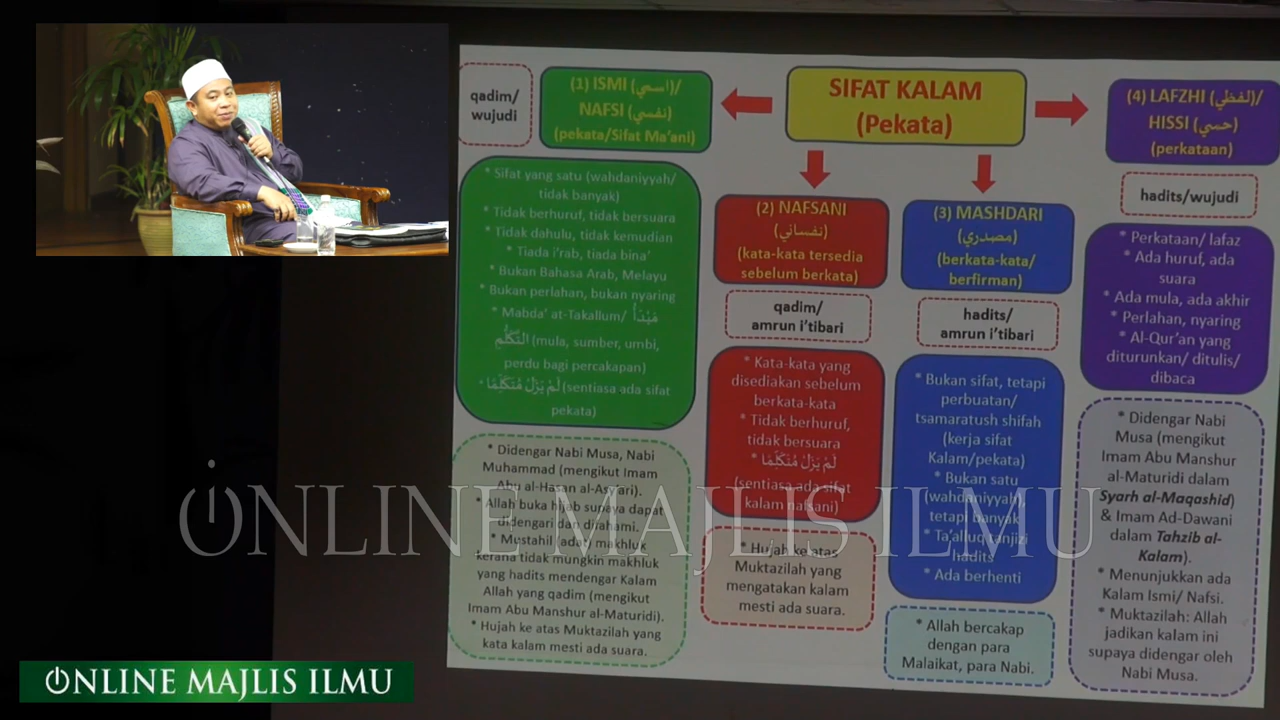 SIFAT KALAM
(Pekata)
qadim/
wujudi
(1) ISMI (اسمي)/
NAFSI (نفسي)
(pekata/Sifat Ma'ani)
* Sifat yang satu (wahdaniyyah/
tidak banyak)
* Tidak berhuruf, tidak bersuara
* Tidak dahulu, tidak kemudian
* Tiada i'rab, tiada bina'
* Bukan Bahasa Arab, Melayu
* Bukan perlahan, bukan nyaring
* Mabda' at-Takallum/ مَبْدَأُ
التَّكَلُّمِ (mula, sumber, umbi,
perdu bagi percakapan)
* لَمْ يَزَلْ مُتَكَلِّمًا (sentiasa ada sifat
pekata)
* Didengar Nabi Musa, Nabi
Muhammad (mengikut Imam
Abu al-Hasan al-Asy'ari).
* Allah buka hijab supaya dapat
didengari dan fahami.
* Mustahil (adat) makhluk
kerana tidak mungkin makhluk
yang hadits mendengar Kalam
Allah yang qadim (mengikut
Imam Abu Manshur al-Maturidi).
* Hujah ke atas Muktazilah yang
kata kalam mesti ada suara.
(2) NAFSANI
(نفساني)
(kata-kata tersedia
sebelum berkata)
qadim/
amrun i'tibari
* Kata-kata yang
disediakan sebelum
berkata-kata
* Tidak berhuruf,
tidak bersuara
* لَمْ يَزَلْ مُتَكَلِّمًا
(sentiasa ada sifat
kalam nafsani)
* Hujah ke atas
Muktazilah yang
mengatakan kalam
mesti ada suara.
(3) MASHDARI
(مصدري)
(berkata-kata/
berfirman)
hadits/
amrun i'tibari
* Bukan sifat, tetapi
perbuatan/
tsamaratush shifah
(kerja sifat
Kalam/pekata)
* Bukan satu
(wahdaniyyah),
tetapi banyak
* Ta'alluq tanjizi
hadits
* Ada berhenti
* Allah bercakap
dengan para
Malaikat, para Nabi.
(4) LAFZHI (لفظي)/
HISSI (حسي)
(perkataan)
hadits/wujudi
* Perkataan/ lafaz
* Ada huruf, ada
suara
* Ada mula, ada akhir
* Perlahan, nyaring
* Al-Qur'an yang
diturunkan/ ditulis/
dibaca
* Didengar Nabi
Musa (mengikut
Imam Abu Manshur
al-Maturidi dalam
Syarh al-Maqashid)
& Imam Ad-Dawani
dalam Tahzib al-
Kalam).
* Menunjukkan ada
Kalam Ismi/ Nafsi.
* Muktazilah: Allah
jadikan kalam ini
supaya didengar oleh
Nabi Musa.
ONLINE MAJLIS ILMU
ONLINE MAJLIS ILMU